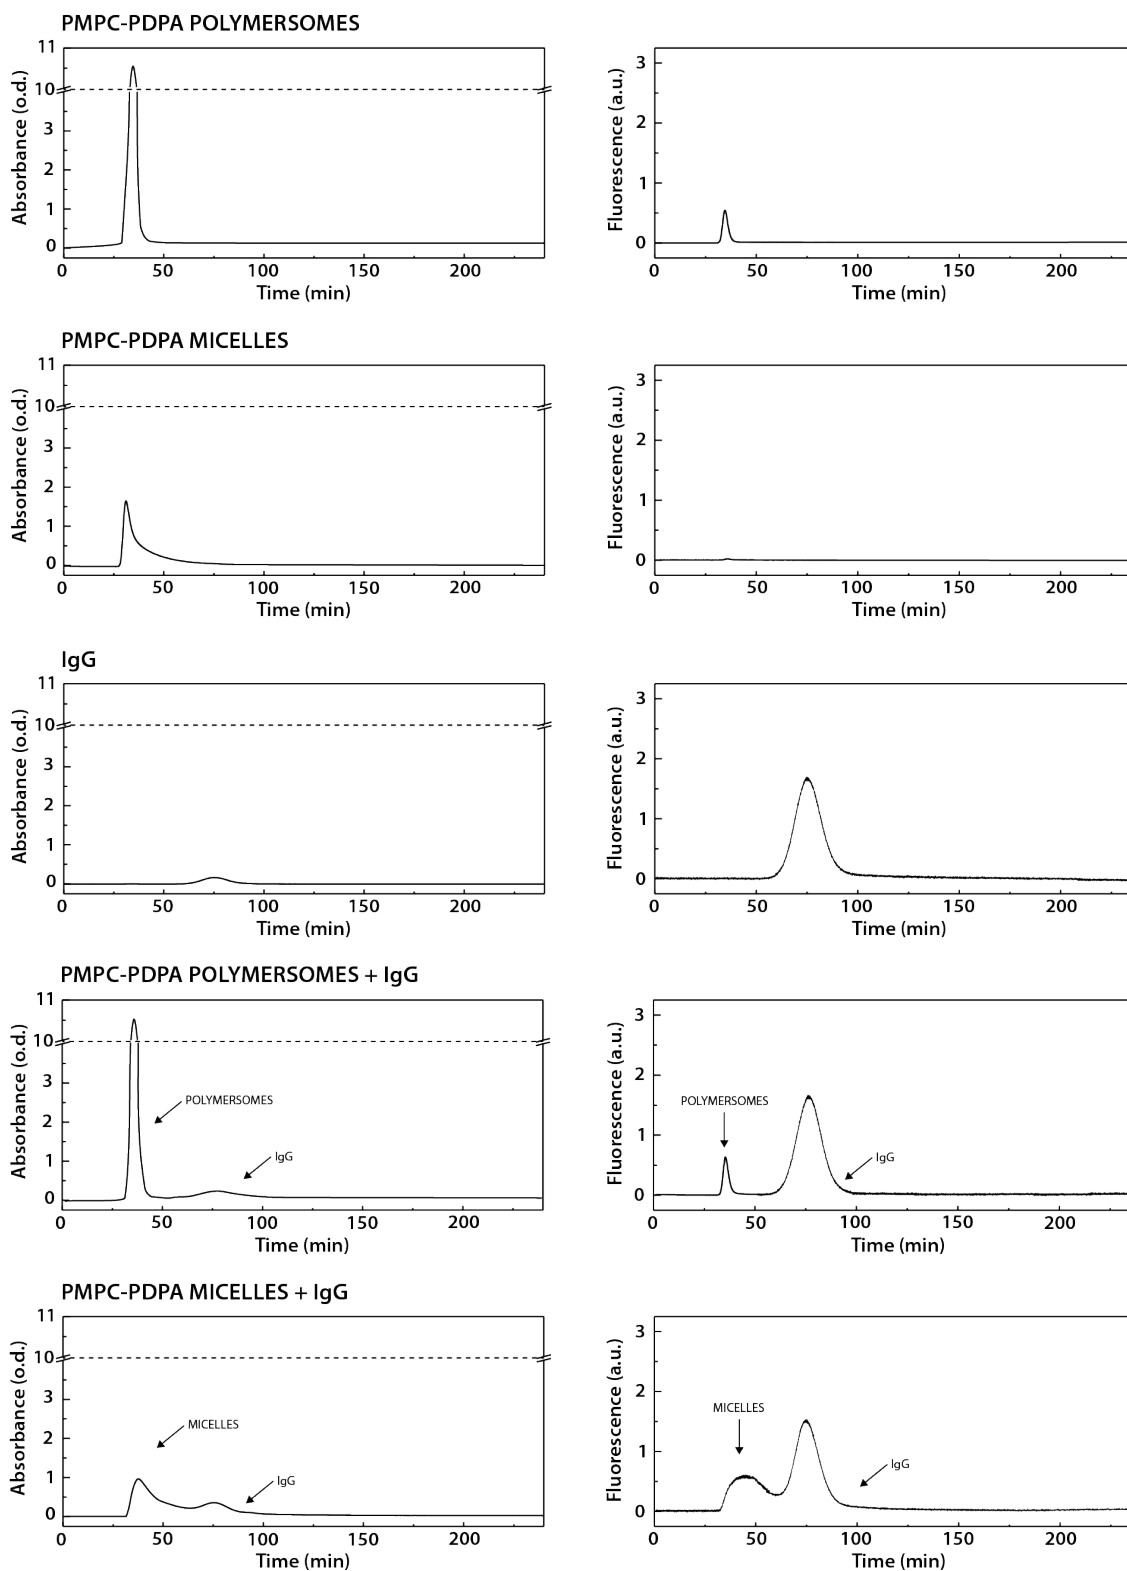 PMPC-PDPA POLYMERSOMES
11
10
3
2
1
0
Absorbance (o.d.)
0 50 100 150 200
Time (min)
3
2
1
0
Fluorescence (a.u.)
0 50 100 150 200
Time (min)
PMPC-PDPA MICELLES
11
10
3
2
1
0
Absorbance (o.d.)
0 50 100 150 200
Time (min)
3
2
1
0
Fluorescence (a.u.)
0 50 100 150 200
Time (min)
IgG
11
10
3
2
1
0
Absorbance (o.d.)
0 50 100 150 200
Time (min)
3
2
1
0
Fluorescence (a.u.)
0 50 100 150 200
Time (min)
PMPC-PDPA POLYMERSOMES + IgG
11
10
3
2
1
0
Absorbance (o.d.)
POLYMERSOMES
IgG
0 50 100 150 200
Time (min)
3
2
1
0
Fluorescence (a.u.)
POLYMERSOMES
IgG
0 50 100 150 200
Time (min)
PMPC-PDPA MICELLES + IgG
11
10
3
2
1
0
Absorbance (o.d.)
MICELLES
IgG
0 50 100 150 200
Time (min)
3
2
1
0
Fluorescence (a.u.)
MICELLES
IgG
0 50 100 150 200
Time (min)